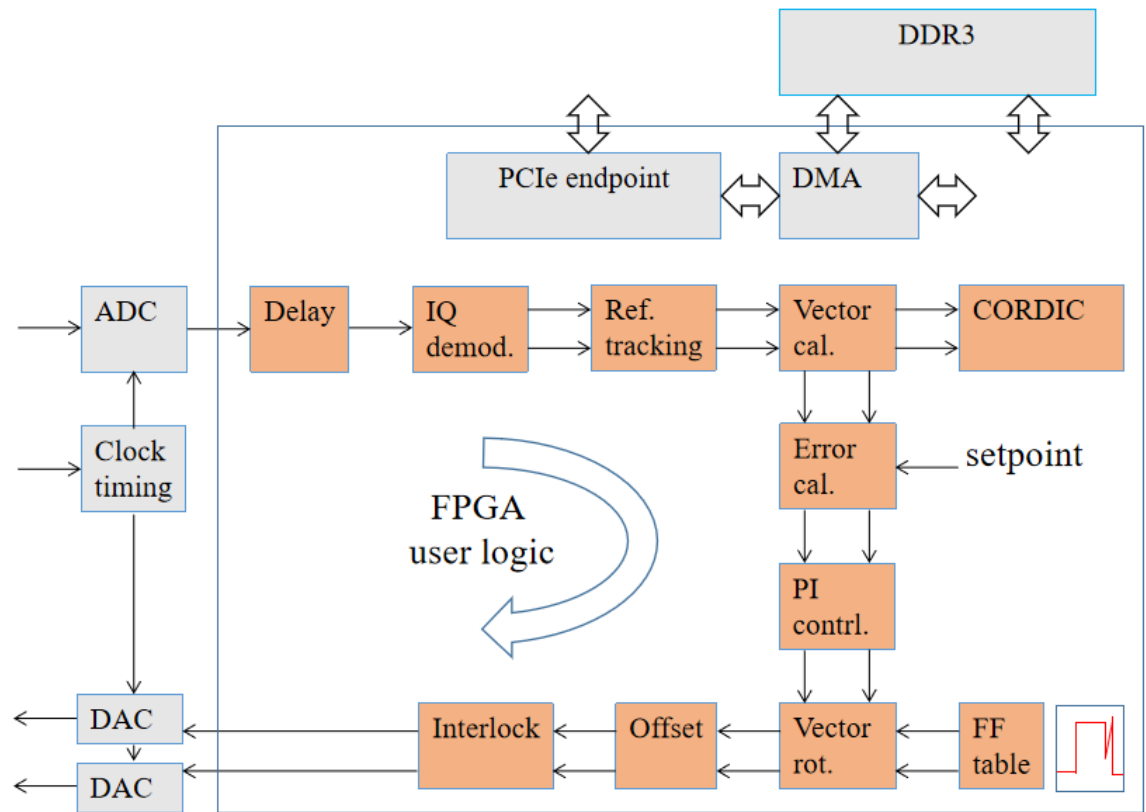 DDR3
PCIe endpoint
DMA
ADC
Delay
IQ
demod.
Ref.
tracking
Vector
cal.
CORDIC
Clock
timing
Error
cal.
setpoint
FPGA
user logic
PI
contrl.
DAC
Interlock
Offset
Vector
rot.
FF
table
DAC